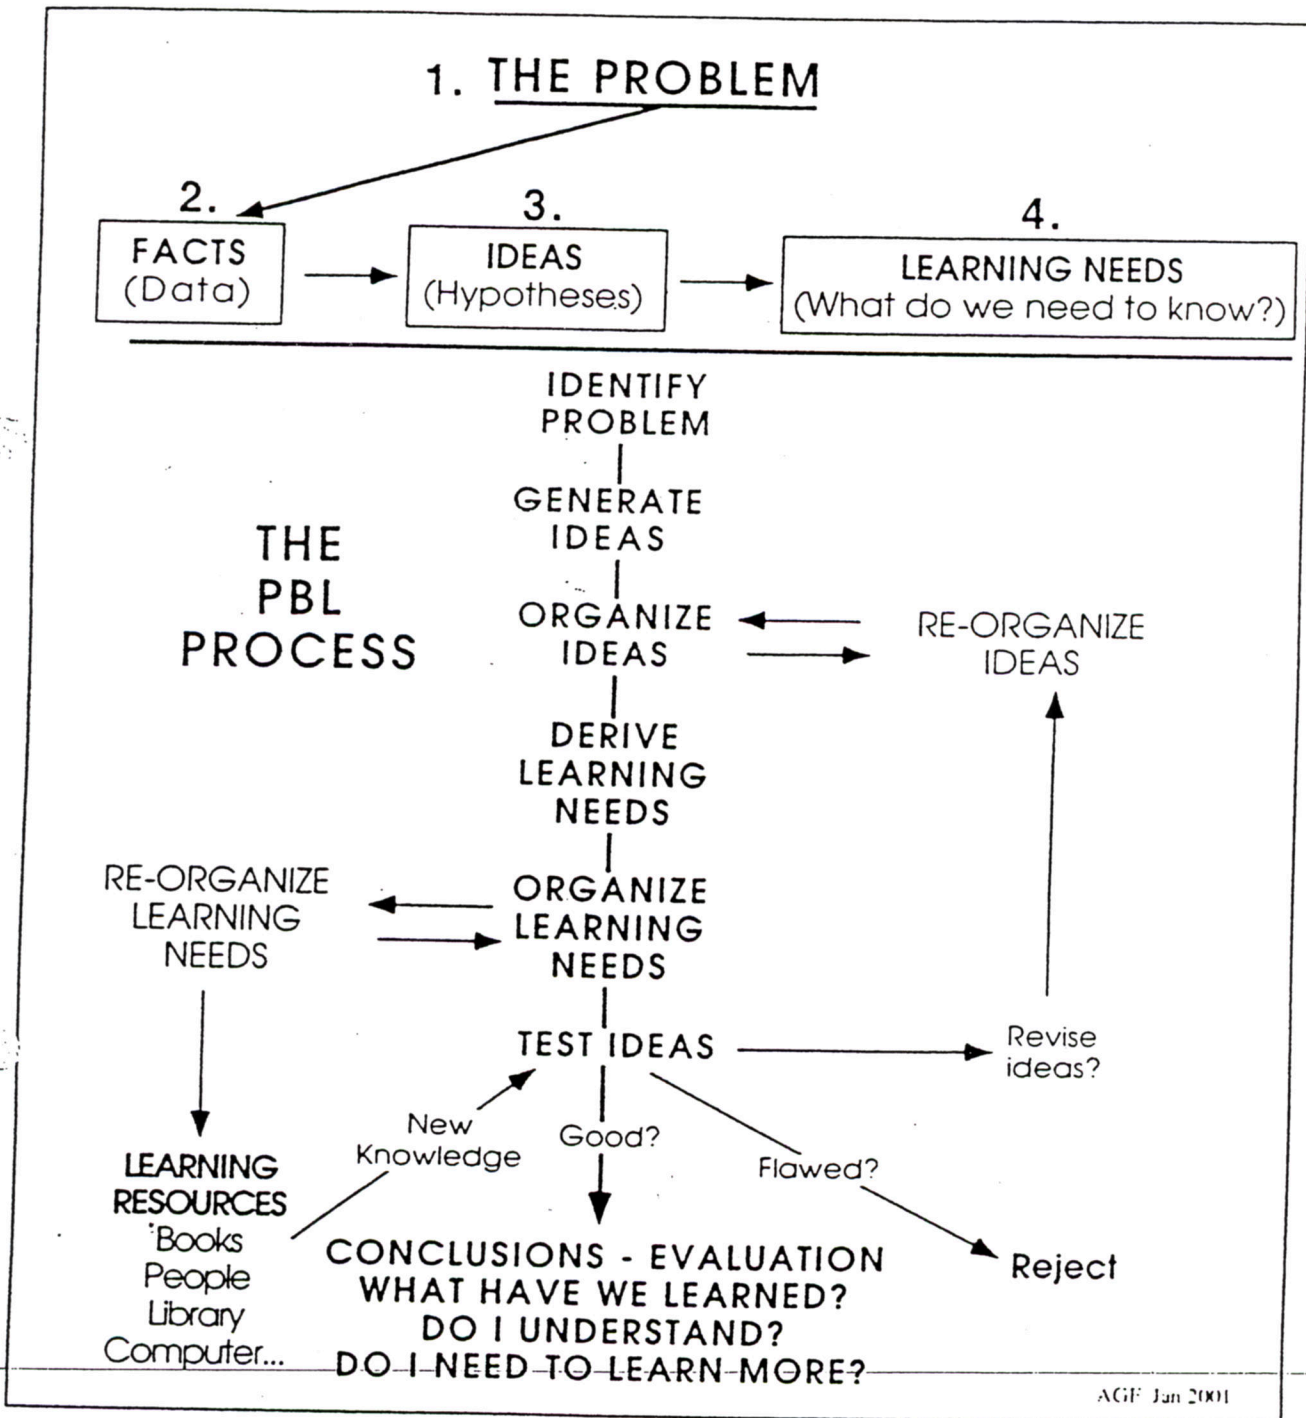 1. THE PROBLEM
2.
FACTS
(Data)
3.
IDEAS
(Hypotheses)
4.
LEARNING NEEDS
(What do we need to know?)
THE
PBL
PROCESS
IDENTIFY
PROBLEM
GENERATE
IDEAS
ORGANIZE
IDEAS
RE-ORGANIZE
IDEAS
DERIVE
LEARNING
NEEDS
RE-ORGANIZE
LEARNING
NEEDS
ORGANIZE
LEARNING
NEEDS
TEST IDEAS
Revise
ideas?
New
Knowledge
Good?
Flawed?
Reject
LEARNING
RESOURCES
Books
People
Library
Computer...
CONCLUSIONS - EVALUATION
WHAT HAVE WE LEARNED?
DO I UNDERSTAND?
DO I NEED TO LEARN MORE?
AGF Jan 2001